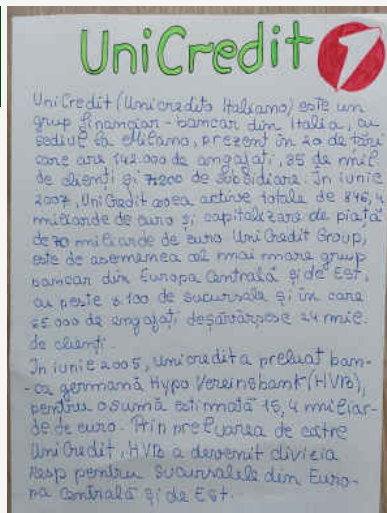 UniCredit 1
UniCredit (Unicredito Italiano) este un
grup financiar-bancar din Italia, cu
sediul la Milano, prezent în 20 de țări
care are 142.000 de angajați, 35 de mil
de clienți și 7.200 de subsidiare. În iunie
2007, UniCredit avea active totale de 846,4
miliarde de euro și capitalizare de piață
de 70 miliarde de euro. UniCredit Group,
este de asemenea cel mai mare grup
bancar din Europa Centrală și de Est,
cu peste 3 100 de sucursale și în care
65.000 de angajați deservesc 24 mil.
de clienți.
În iunie 2005, Unicredit a preluat ban-
-ca germană Hypo Vereinsbank (HVB),
pentru o sumă estimată 15,4 miliar-
de de euro. Prin preluarea de către
UniCredit, HVB a devenit divizia
resp pentru sucursalele din Euro-
pa Centrală și de Est.